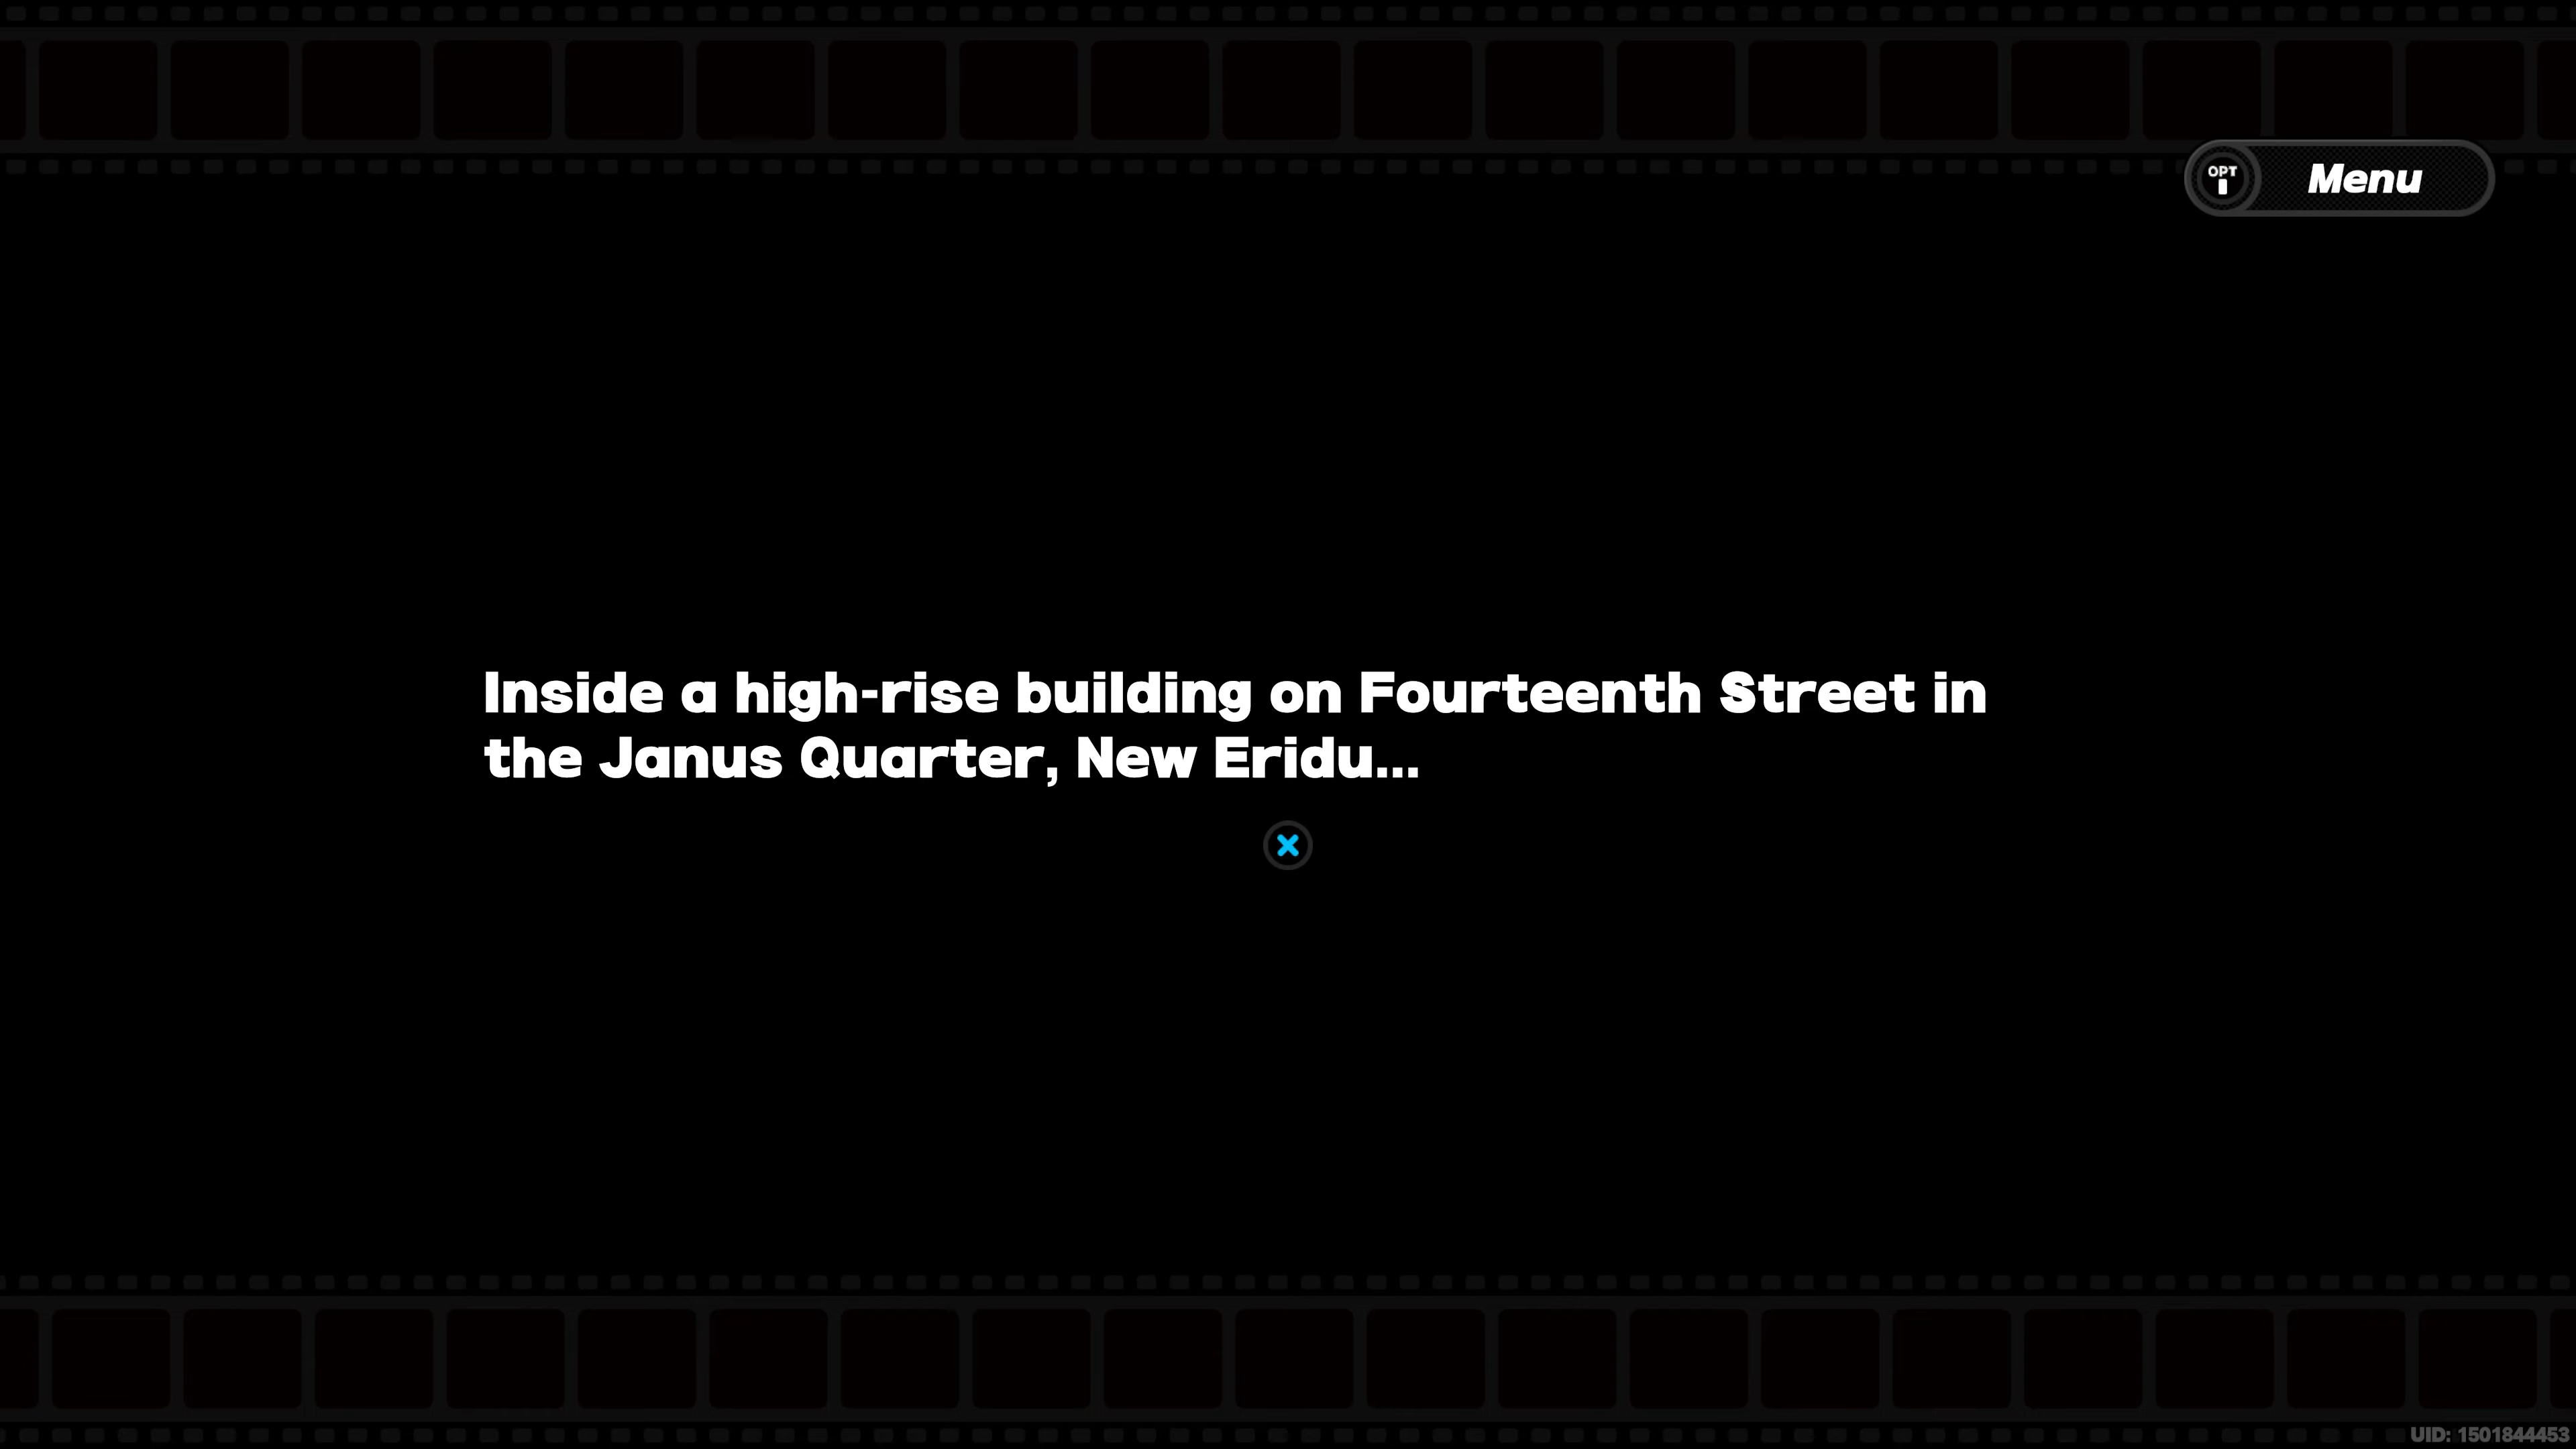 OPT
Menu
Inside a high-rise building on Fourteenth Street in
the Janus Quarter, New Eridu...
UID: 1501844453